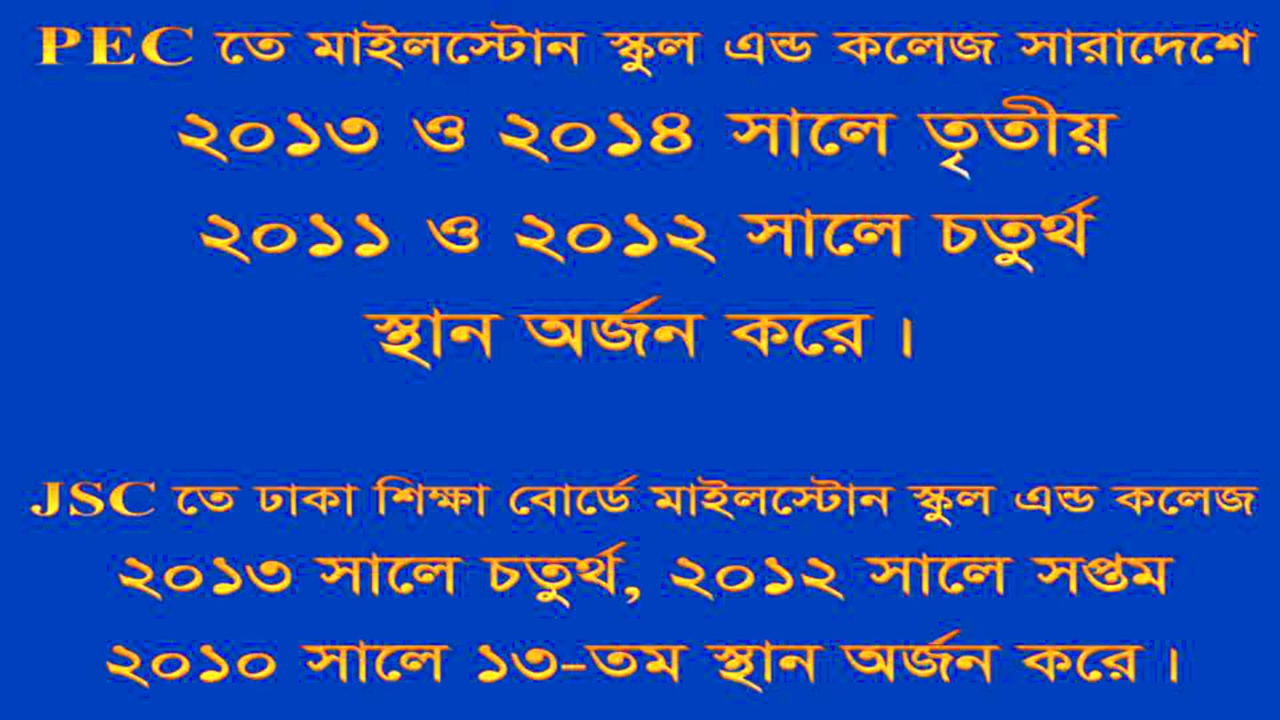 PEC তে মাইলস্টোন স্কুল এন্ড কলেজ সারাদেশে
২০১৩ ও ২০১৪ সালে তৃতীয়
২০১১ ও ২০১২ সালে চতুর্থ
স্থান অর্জন করে ।
JSC তে ঢাকা শিক্ষা বোর্ডে মাইলস্টোন স্কুল এন্ড কলেজ
২০১৩ সালে চতুর্থ, ২০১২ সালে সপ্তম
২০১০ সালে ১৩-তম স্থান অর্জন করে ।